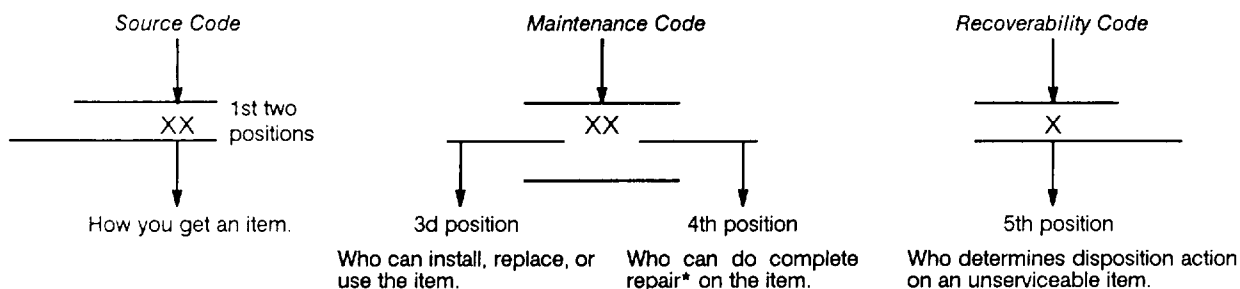 Source Code
Maintenance Code
Recoverability Code
1st two
positions
XX
XX
X
How you get an item.
3d position
4th position
5th position
Who can install, replace, or
use the item.
Who can do complete
repair* on the item.
Who determines disposition action
on an unserviceable item.